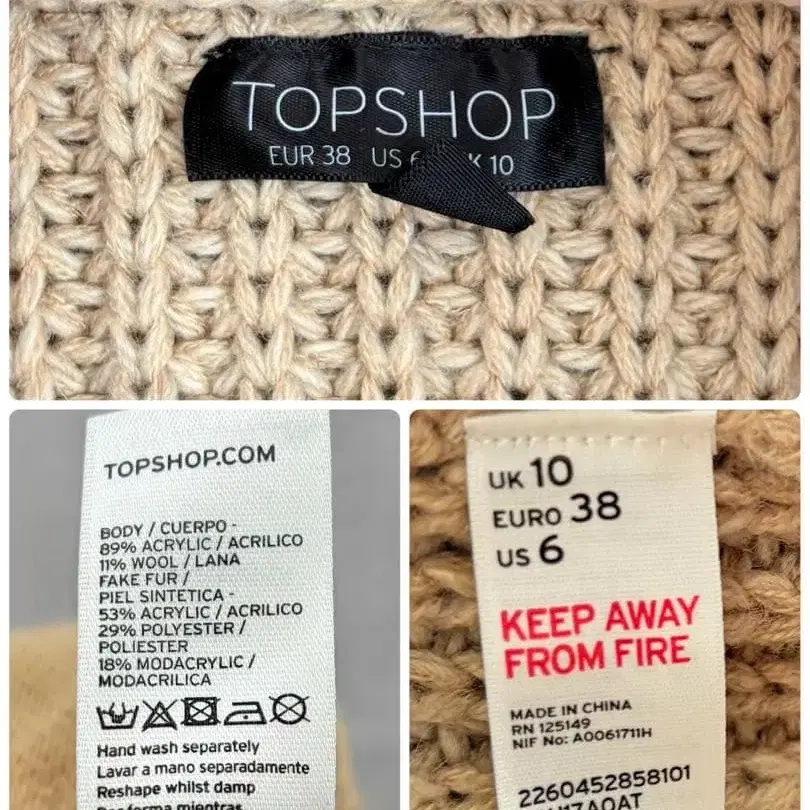 TOPSHOP
EUR 38 US 10
TOPSHOP.COM
BODY / CUERPO -
89% ACRYLIC / ACRILICO
11% WOOL / LANA
FAKE FUR /
PIEL SINTETICA -
53% ACRYLIC / ACRILICO
29% POLYESTER /
POLIESTER
18% MODACRYLIC /
MODACRILICA
Hand wash separately
Lavar a mano separadamente
Reshape whilst damp
UK 10
EURO 38
US 6
KEEP AWAY
FROM FIRE
MADE IN CHINA
RN 125149
NIF No: A0061711H
2260452858101